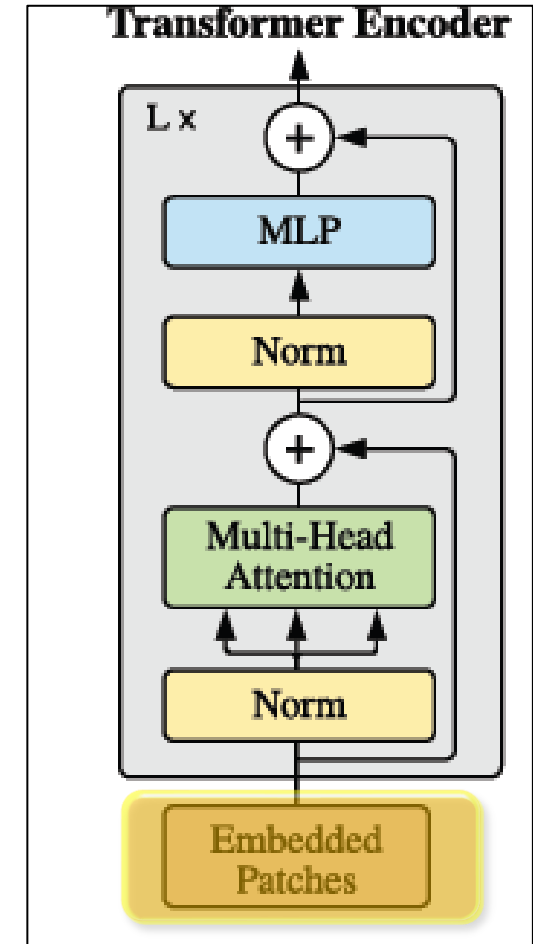 Transformer Encoder
L x
+
MLP
Norm
+
Multi-Head
Attention
Norm
Embedded
Patches